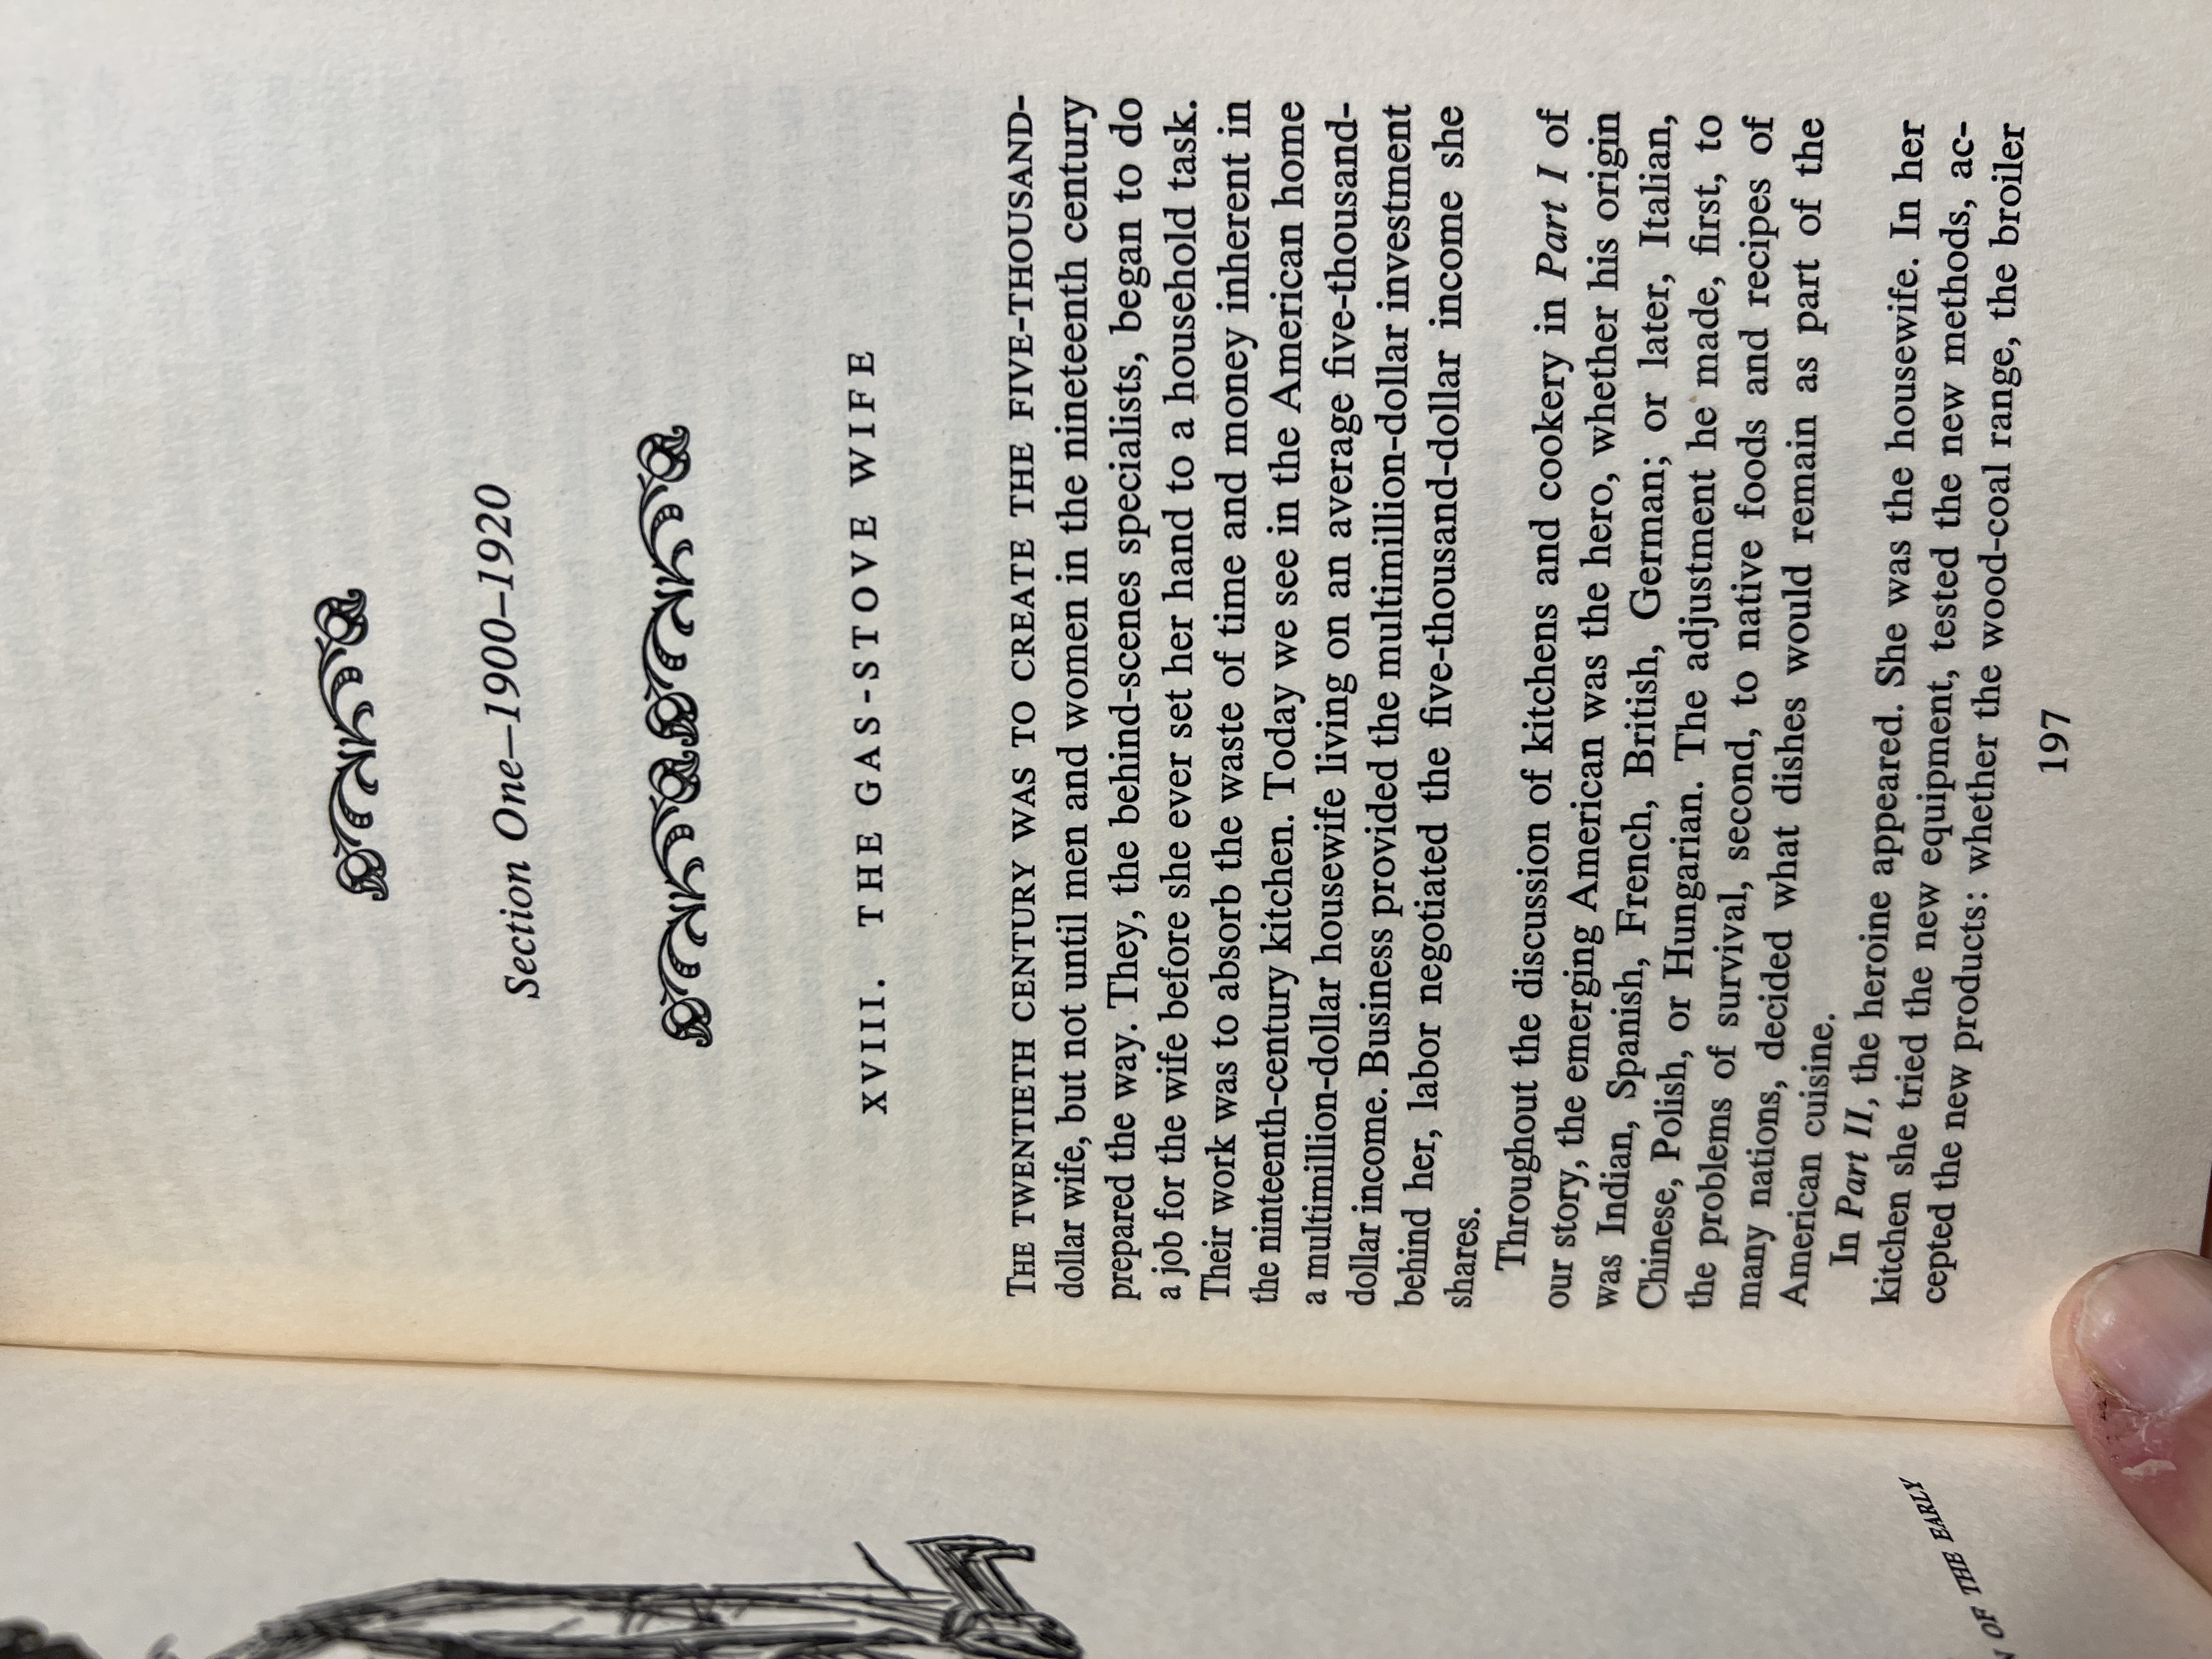 Section One—1900–1920
XVIII. THE GAS-STOVE WIFE
THE TWENTIETH CENTURY WAS TO CREATE THE FIVE-THOUSAND-
dollar wife, but not until men and women in the nineteenth century
prepared the way. They, the behind-scenes specialists, began to do
a job for the wife before she ever set her hand to a household task.
Their work was to absorb the waste of time and money inherent in
the nineteenth-century kitchen. Today we see in the American home
a multimillion-dollar housewife living on an average five-thousand-
dollar income. Business provided the multimillion-dollar investment
behind her, labor negotiated the five-thousand-dollar income she
shares.
Throughout the discussion of kitchens and cookery in Part I of
our story, the emerging American was the hero, whether his origin
was Indian, Spanish, French, British, German; or later, Italian,
Chinese, Polish, or Hungarian. The adjustment he made, first, to
the problems of survival, second, to native foods and recipes of
many nations, decided what dishes would remain as part of the
American cuisine.
In Part II, the heroine appeared. She was the housewife. In her
kitchen she tried the new equipment, tested the new methods, ac-
cepted the new products: whether the wood-coal range, the broiler
197
OF THE EARLY